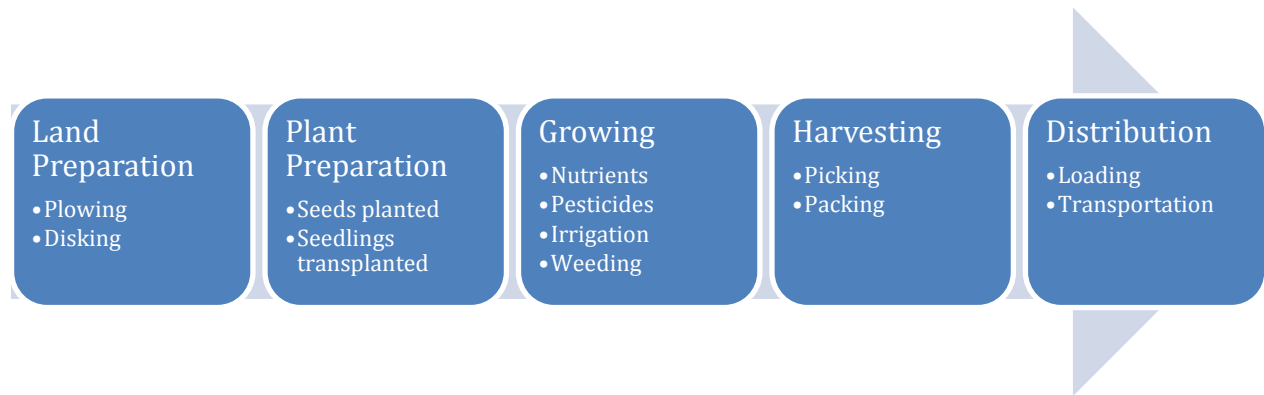 Land
Preparation
•Plowing
•Disking
Plant
Preparation
•Seeds planted
•Seedlings
transplanted
Growing
•Nutrients
•Pesticides
•Irrigation
•Weeding
Harvesting
•Picking
•Packing
Distribution
•Loading
•Transportation